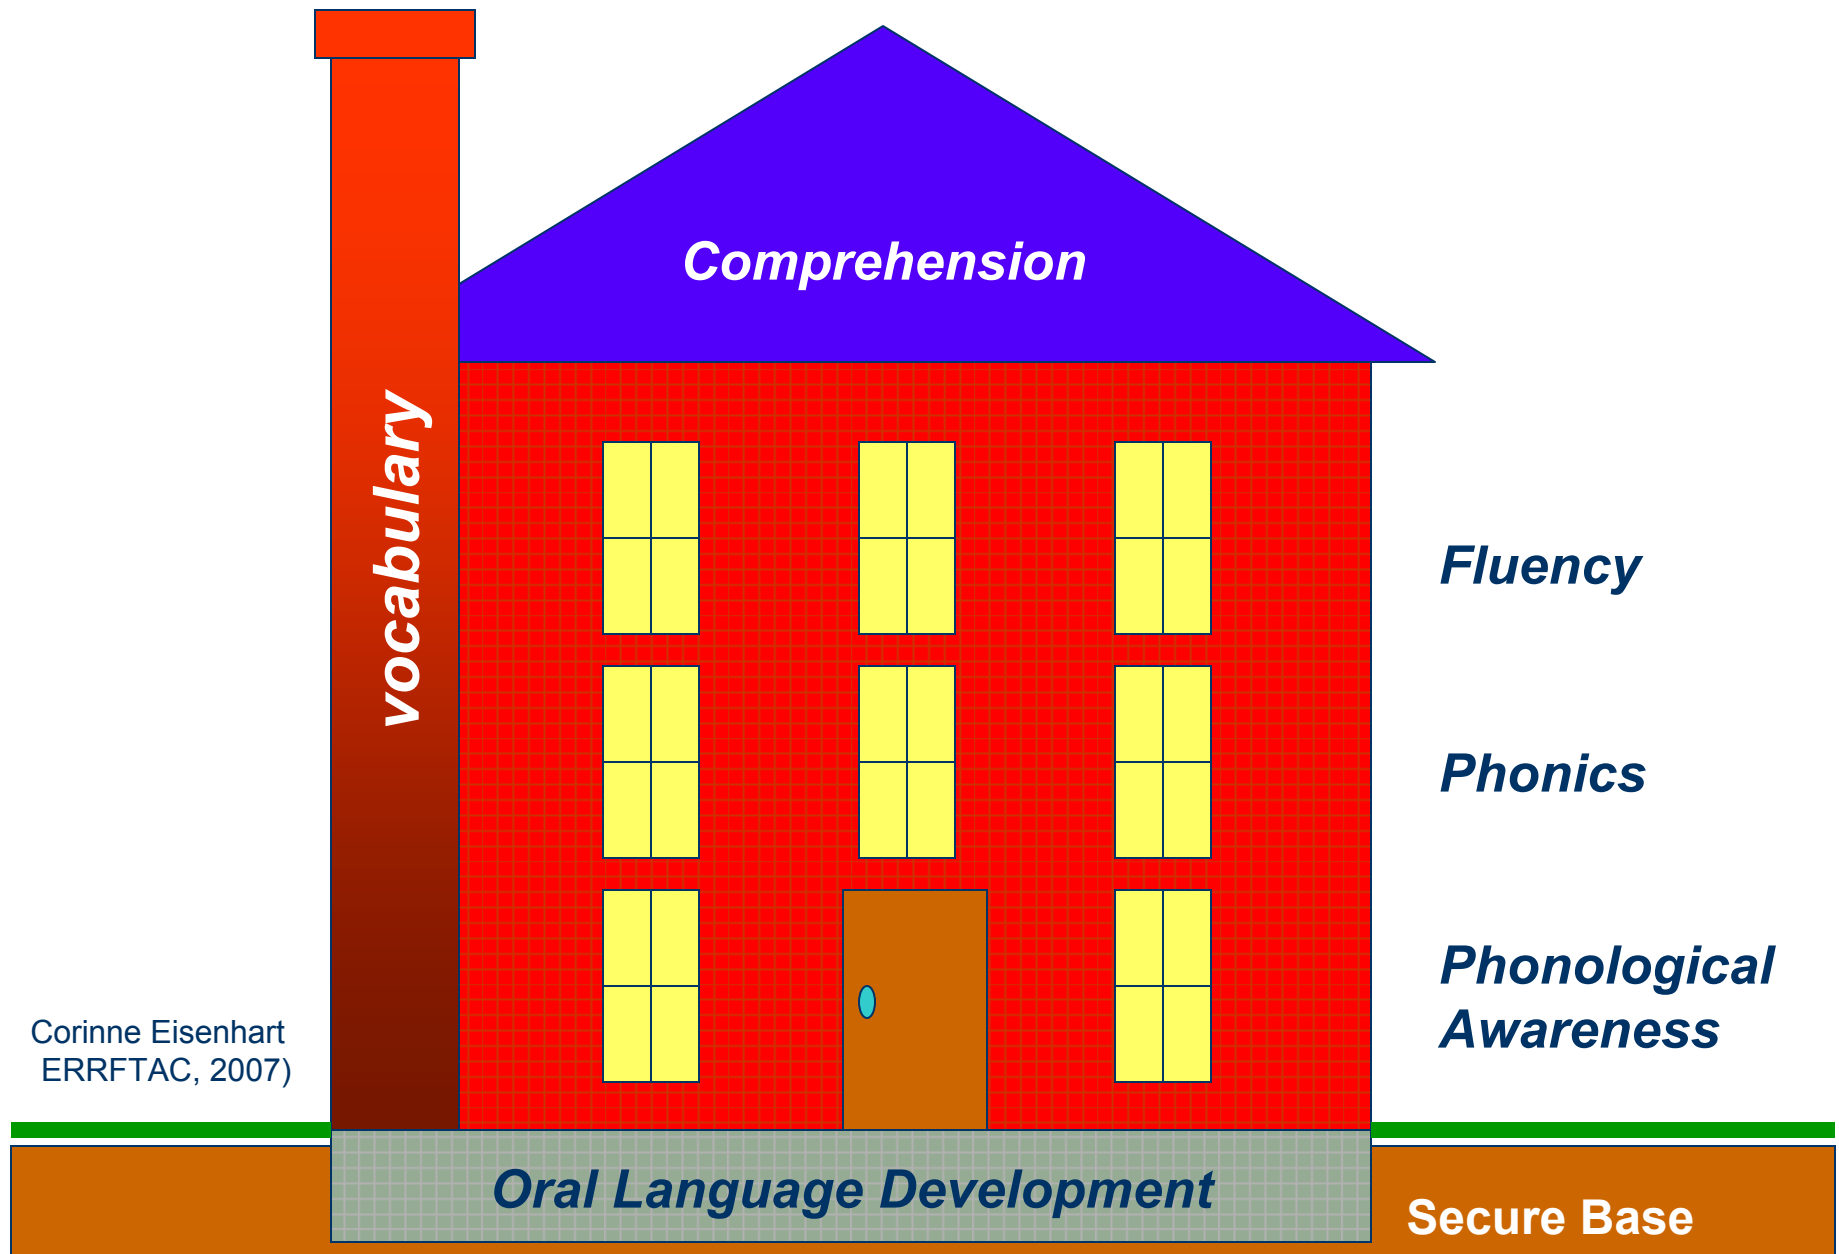 Comprehension
vocabulary
Fluency
Phonics
Phonological
Awareness
Corinne Eisenhart
ERRFTAC, 2007)
Oral Language Development
Secure Base